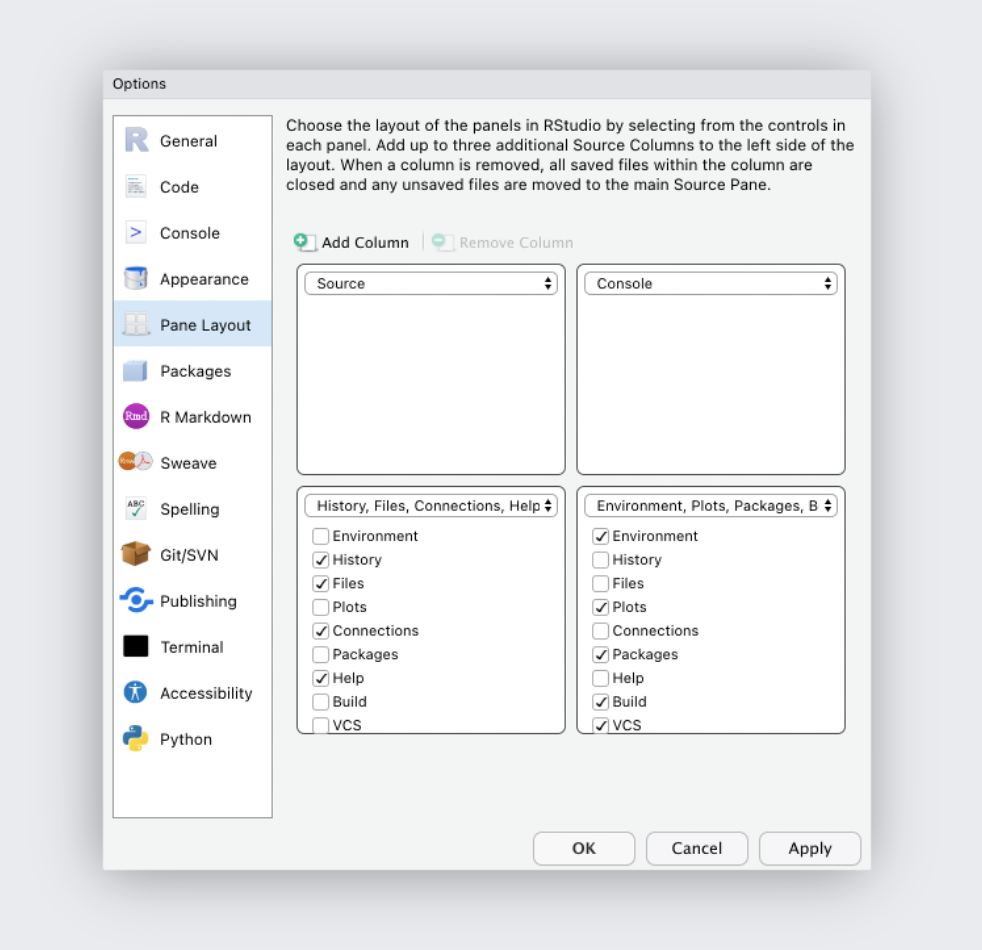 Options
General
Code
Console
Appearance
Pane Layout
Packages
R Markdown
Sweave
Spelling
Git/SVN
Publishing
Terminal
Accessibility
Python
Choose the layout of the panels in RStudio by selecting from the controls in
each panel. Add up to three additional Source Columns to the left side of the
layout. When a column is removed, all saved files within the column are
closed and any unsaved files are moved to the main Source Pane.
Add Column
Remove Column
Source
Console
History, Files, Connections, Help
Environment
History
Files
Plots
Connections
Packages
Help
Build
VCS
Environment, Plots, Packages, B
Environment
History
Files
Plots
Connections
Packages
Help
Build
VCS
OK
Cancel
Apply
R
Rmd
ABC